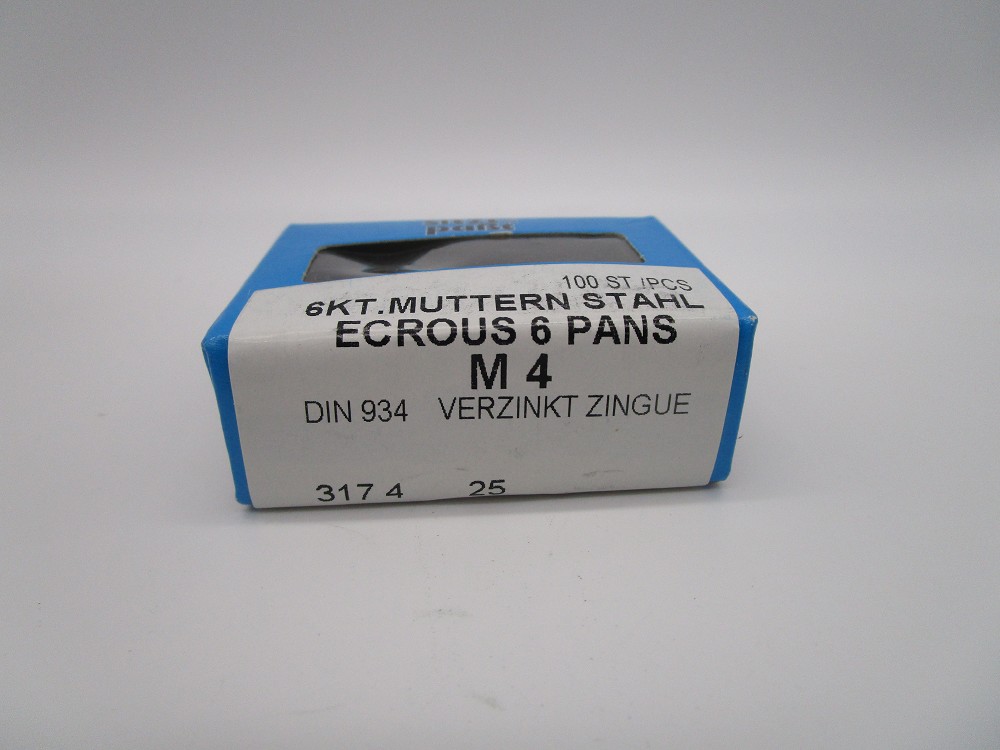 100 ST./PCS
6KT.MUTTERN STAHL
ECROUS 6 PANS
M 4
DIN 934 VERZINKT ZINGUE
317 4 25